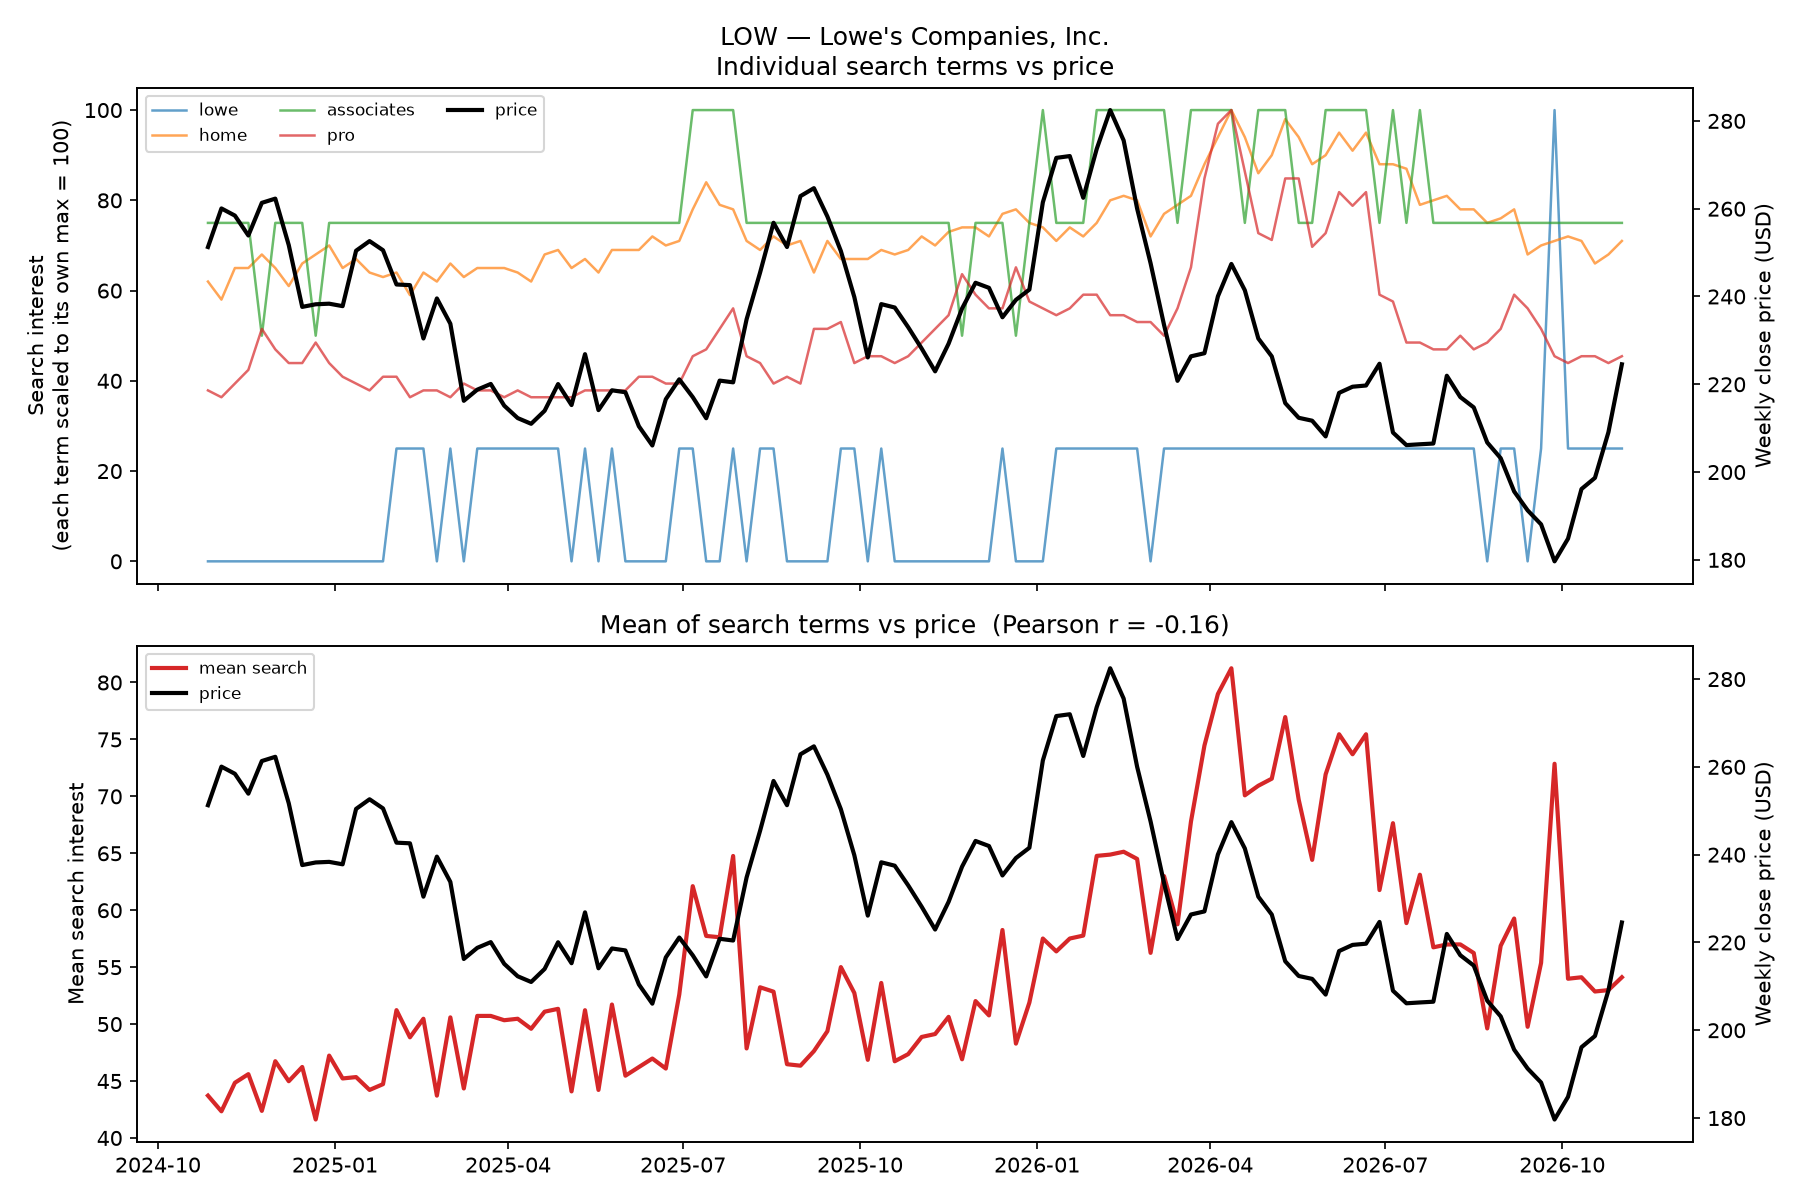 LOW — Lowe's Companies, Inc.
Individual search terms vs price
lowe
home
associates
pro
price
Search interest
(each term scaled to its own max = 100)
100
80
60
40
20
0
Weekly close price (USD)
280
260
240
220
200
180
Mean of search terms vs price  (Pearson r = -0.16)
mean search
price
Mean search interest
80
75
70
65
60
55
50
45
40
Weekly close price (USD)
280
260
240
220
200
180
2024-10
2025-01
2025-04
2025-07
2025-10
2026-01
2026-04
2026-07
2026-10